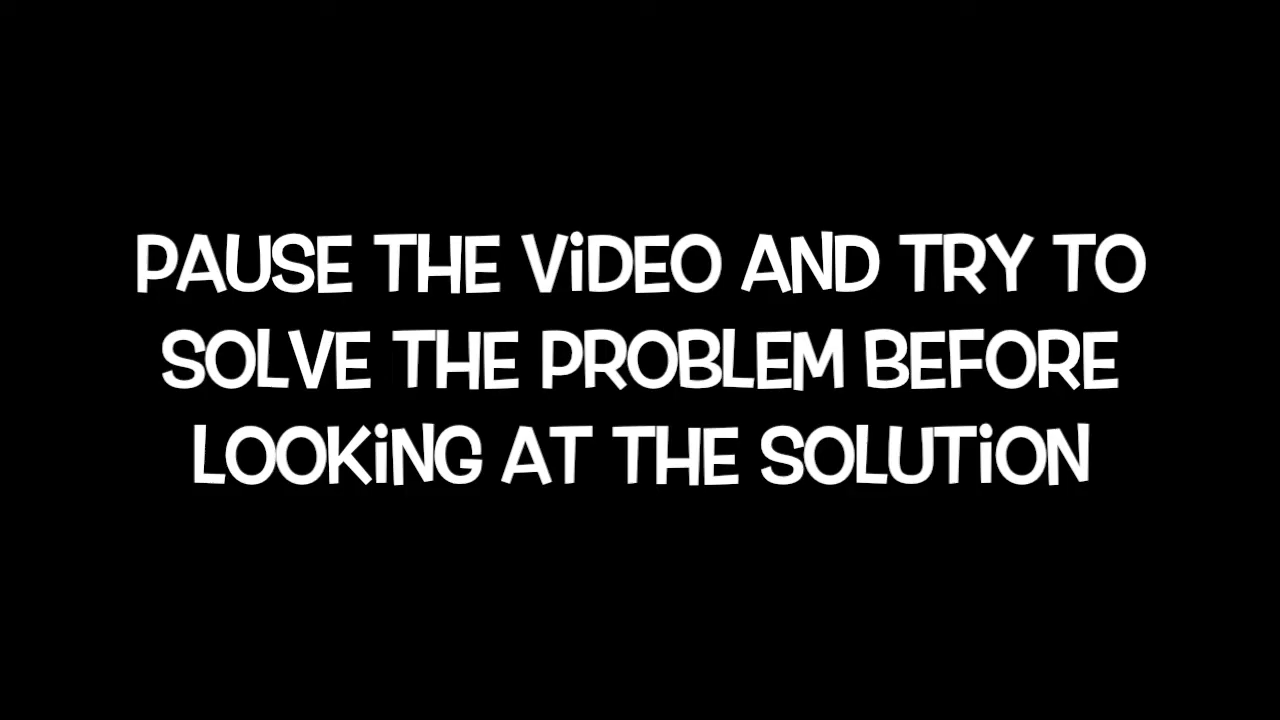 PAUSE THE ViDEO AND TRY TO
SOLVE THE PROBLEM BEFORE
LOOKiNG AT THE SOLUTiON